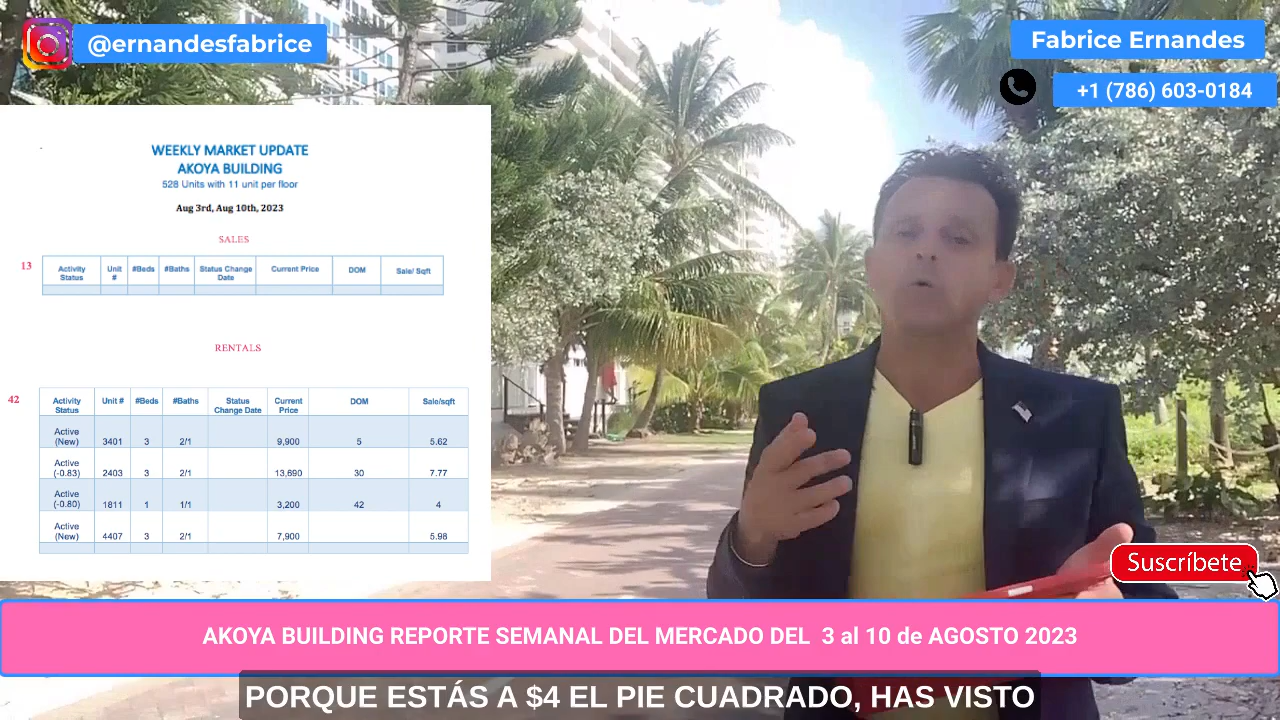 @ernandesfabrice
Fabrice Ernandes
+1 (786) 603-0184
WEEKLY MARKET UPDATE
AKOYA BUILDING
528 Units with 11 unit per floor
Aug 3rd, Aug 10th, 2023
SALES
13
Activity Status Unit # #Beds #Baths Status Change Date Current Price DOM Sale/ Sqft
RENTALS
42
Activity Status Unit # #Beds #Baths Status Change Date Current Price DOM Sale/sqft
Active (New) 3401 3 2/1 9,900 5 5.62
Active (-0.83) 2403 3 2/1 13,690 30 7.77
Active (-0.80) 1811 1 1/1 3,200 42 4
Active (New) 4407 3 2/1 7,900 5.98
Suscríbete
AKOYA BUILDING REPORTE SEMANAL DEL MERCADO DEL 3 al 10 de AGOSTO 2023
PORQUE ESTÁS A $4 EL PIE CUADRADO, HAS VISTO